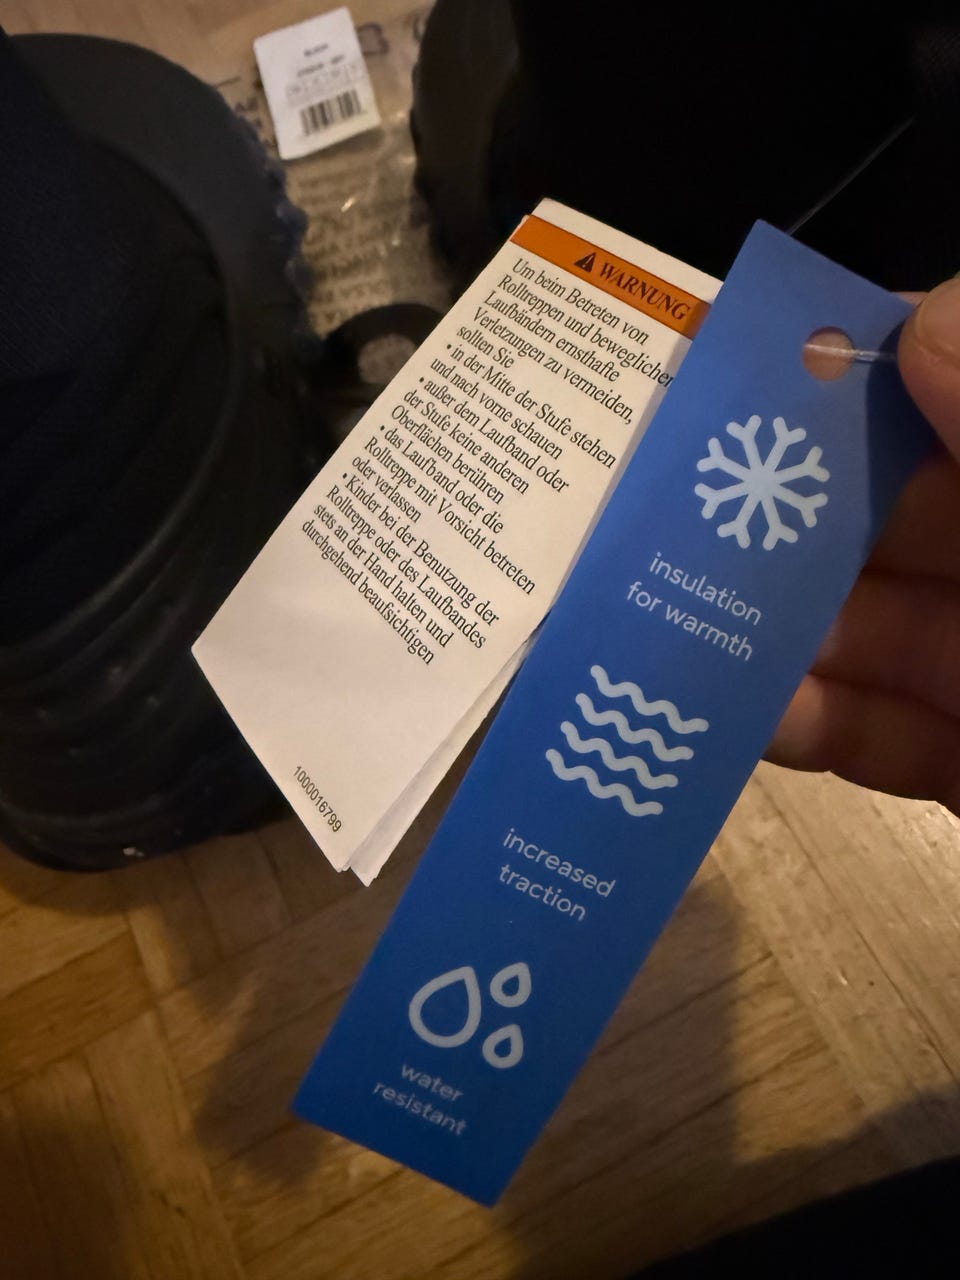 BLACK
⚠ WARNUNG
Um beim Betreten von
Rolltreppen und beweglichen
Laufbändern ernsthafte
Verletzungen zu vermeiden,
sollten Sie
• in der Mitte der Stufe stehen
und nach vorne schauen
• außer dem Laufband oder
der Stufe keine anderen
Oberflächen berühren
• das Laufband oder die
Rolltreppe mit Vorsicht betreten
oder verlassen
• Kinder bei der Benutzung der
Rolltreppe oder des Laufbandes
stets an der Hand halten und
durchgehend beaufsichtigen
1000016799
insulation
for warmth
increased
traction
water
resistant